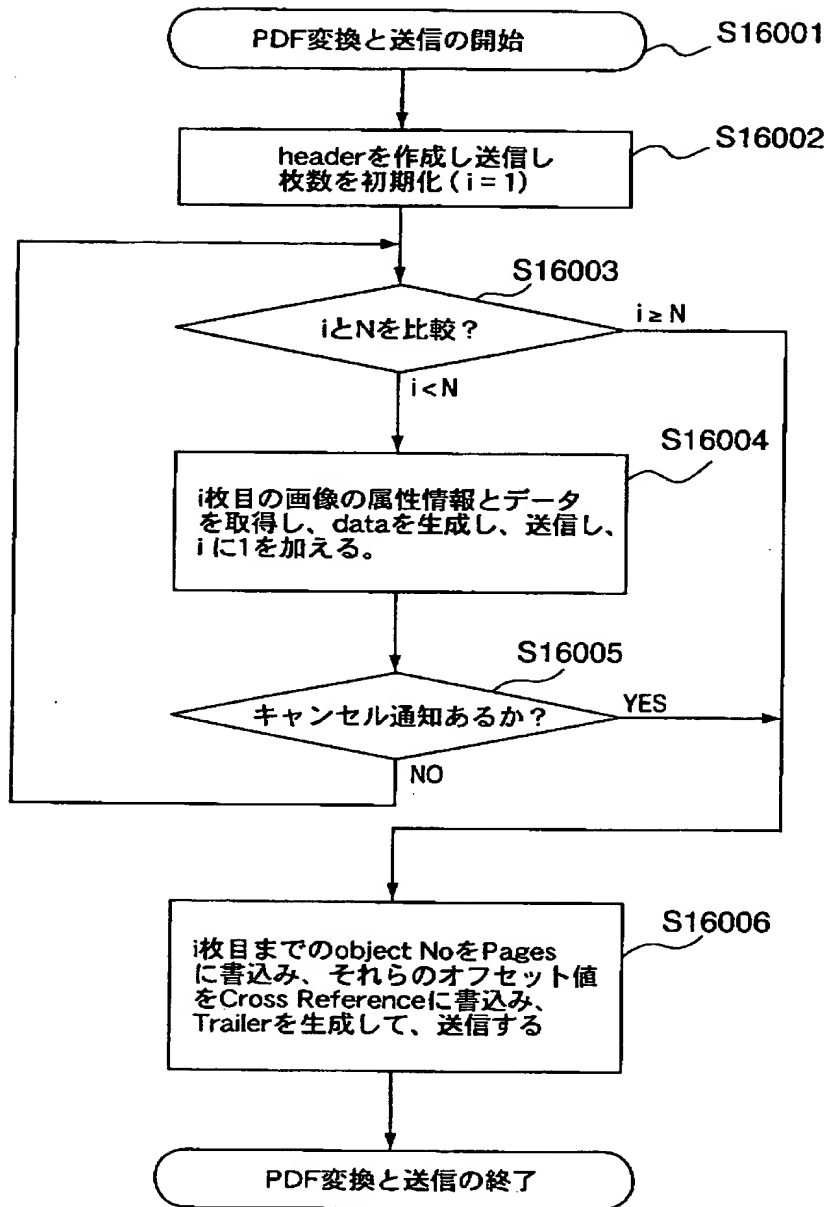 PDF変換と送信の開始
S16001
S16002
headerを作成し送信し
枚数を初期化(i=1)
S16003
iとNを比較?
i≥N
i<N
S16004
i枚目の画像の属性情報とデータ
を取得し、dataを生成し、送信し、
iに1を加える。
S16005
キャンセル通知あるか?
YES
NO
S16006
i枚目までのobject NoをPages
に書込み、それらのオフセット値
をCross Referenceに書込み、
Trailerを生成して、送信する
PDF変換と送信の終了